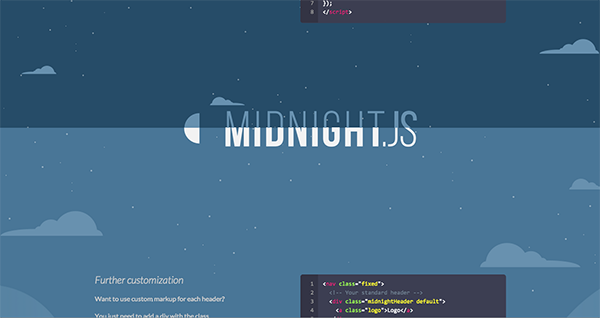 7 });
8 </script>
MIDNIGHT.JS
Further customization
Want to use custom markup for each header?
You just need to add a div with the class
1 <nav class="fixed">
2 <!-- Your standard header -->
3 <div class="midnightHeader default">
4 <a class="logo">Logo</a>